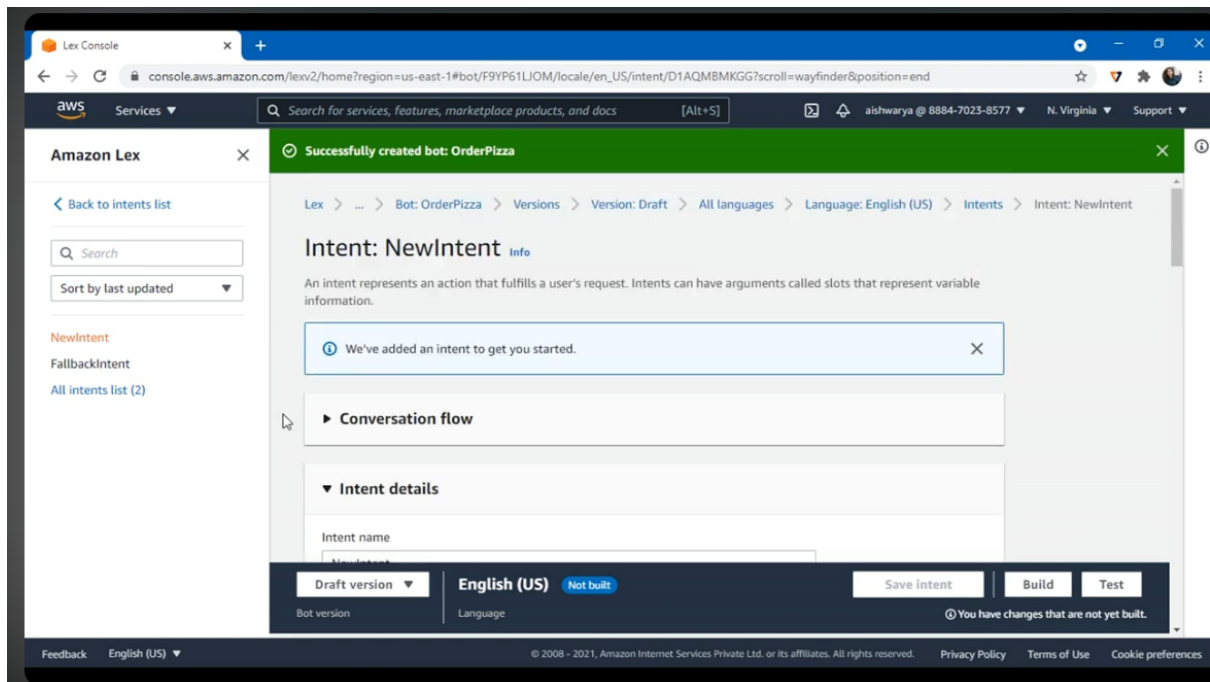 Lex Console
console.aws.amazon.com/lexv2/home?region=us-east-1#bot/F9YP61LJOM/locale/en_US/intent/D1AQMBMKGG?scroll=wayfinder&position=end
aws Services Search for services, features, marketplace products, and docs [Alt+S] aishwarya @ 8884-7023-8577 N. Virginia Support
Amazon Lex
Successfully created bot: OrderPizza
Back to intents list
Search
Sort by last updated
NewIntent
FallbackIntent
All intents list (2)
Lex > ... > Bot: OrderPizza > Versions > Version: Draft > All languages > Language: English (US) > Intents > Intent: NewIntent
Intent: NewIntent Info
An intent represents an action that fulfills a user's request. Intents can have arguments called slots that represent variable
information.
We've added an intent to get you started.
Conversation flow
Intent details
Intent name
NewIntent
Draft version English (US) Not built Save intent Build Test
Bot version Language You have changes that are not yet built.
Feedback English (US) © 2008 - 2021, Amazon Internet Services Private Ltd. or its affiliates. All rights reserved. Privacy Policy Terms of Use Cookie preferences